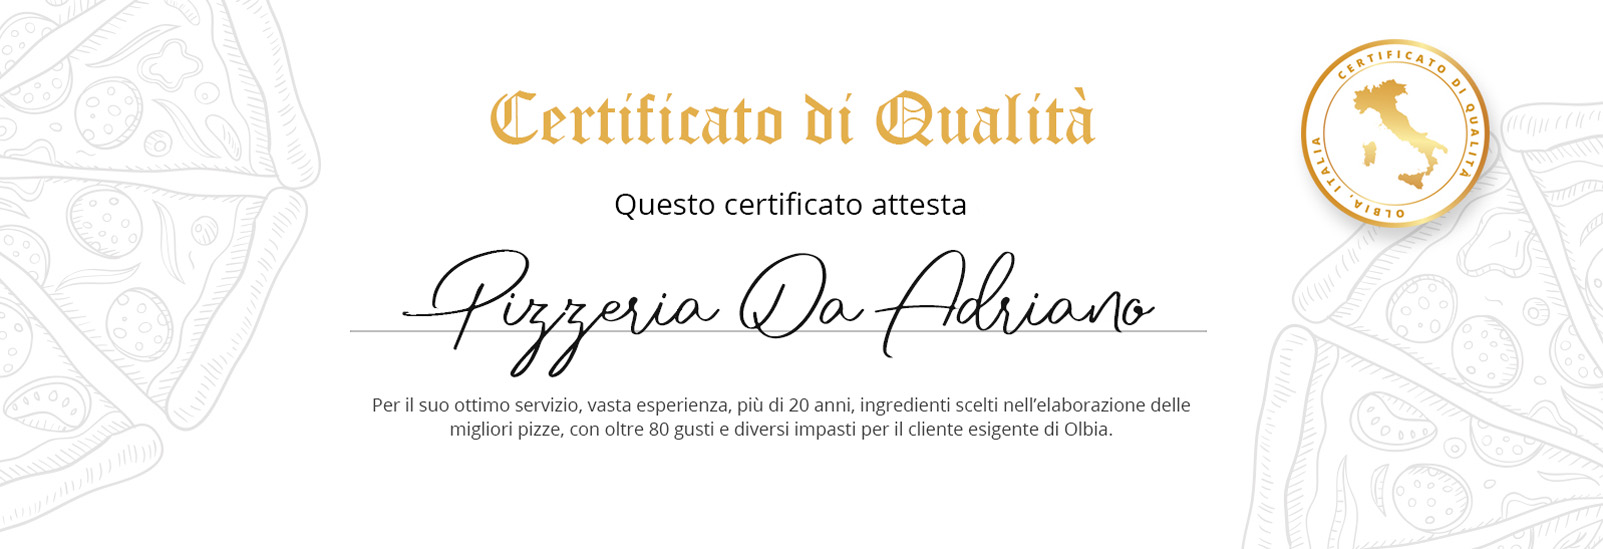 Certificato di Qualità
CERTIFICATO DI QUALITÀ
OLBIA, ITALIA
Questo certificato attesta
Pizzeria Da Adriano
Per il suo ottimo servizio, vasta esperienza, più di 20 anni, ingredienti scelti nell’elaborazione delle
migliori pizze, con oltre 80 gusti e diversi impasti per il cliente esigente di Olbia.